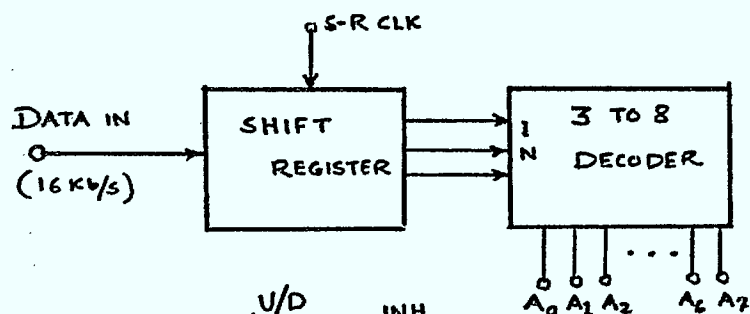 S-R CLK
DATA IN
(16 Kb/s)
SHIFT
REGISTER
I
N
3 TO 8
DECODER
A0 A1 A2 ... A6 A7
U/D
INH